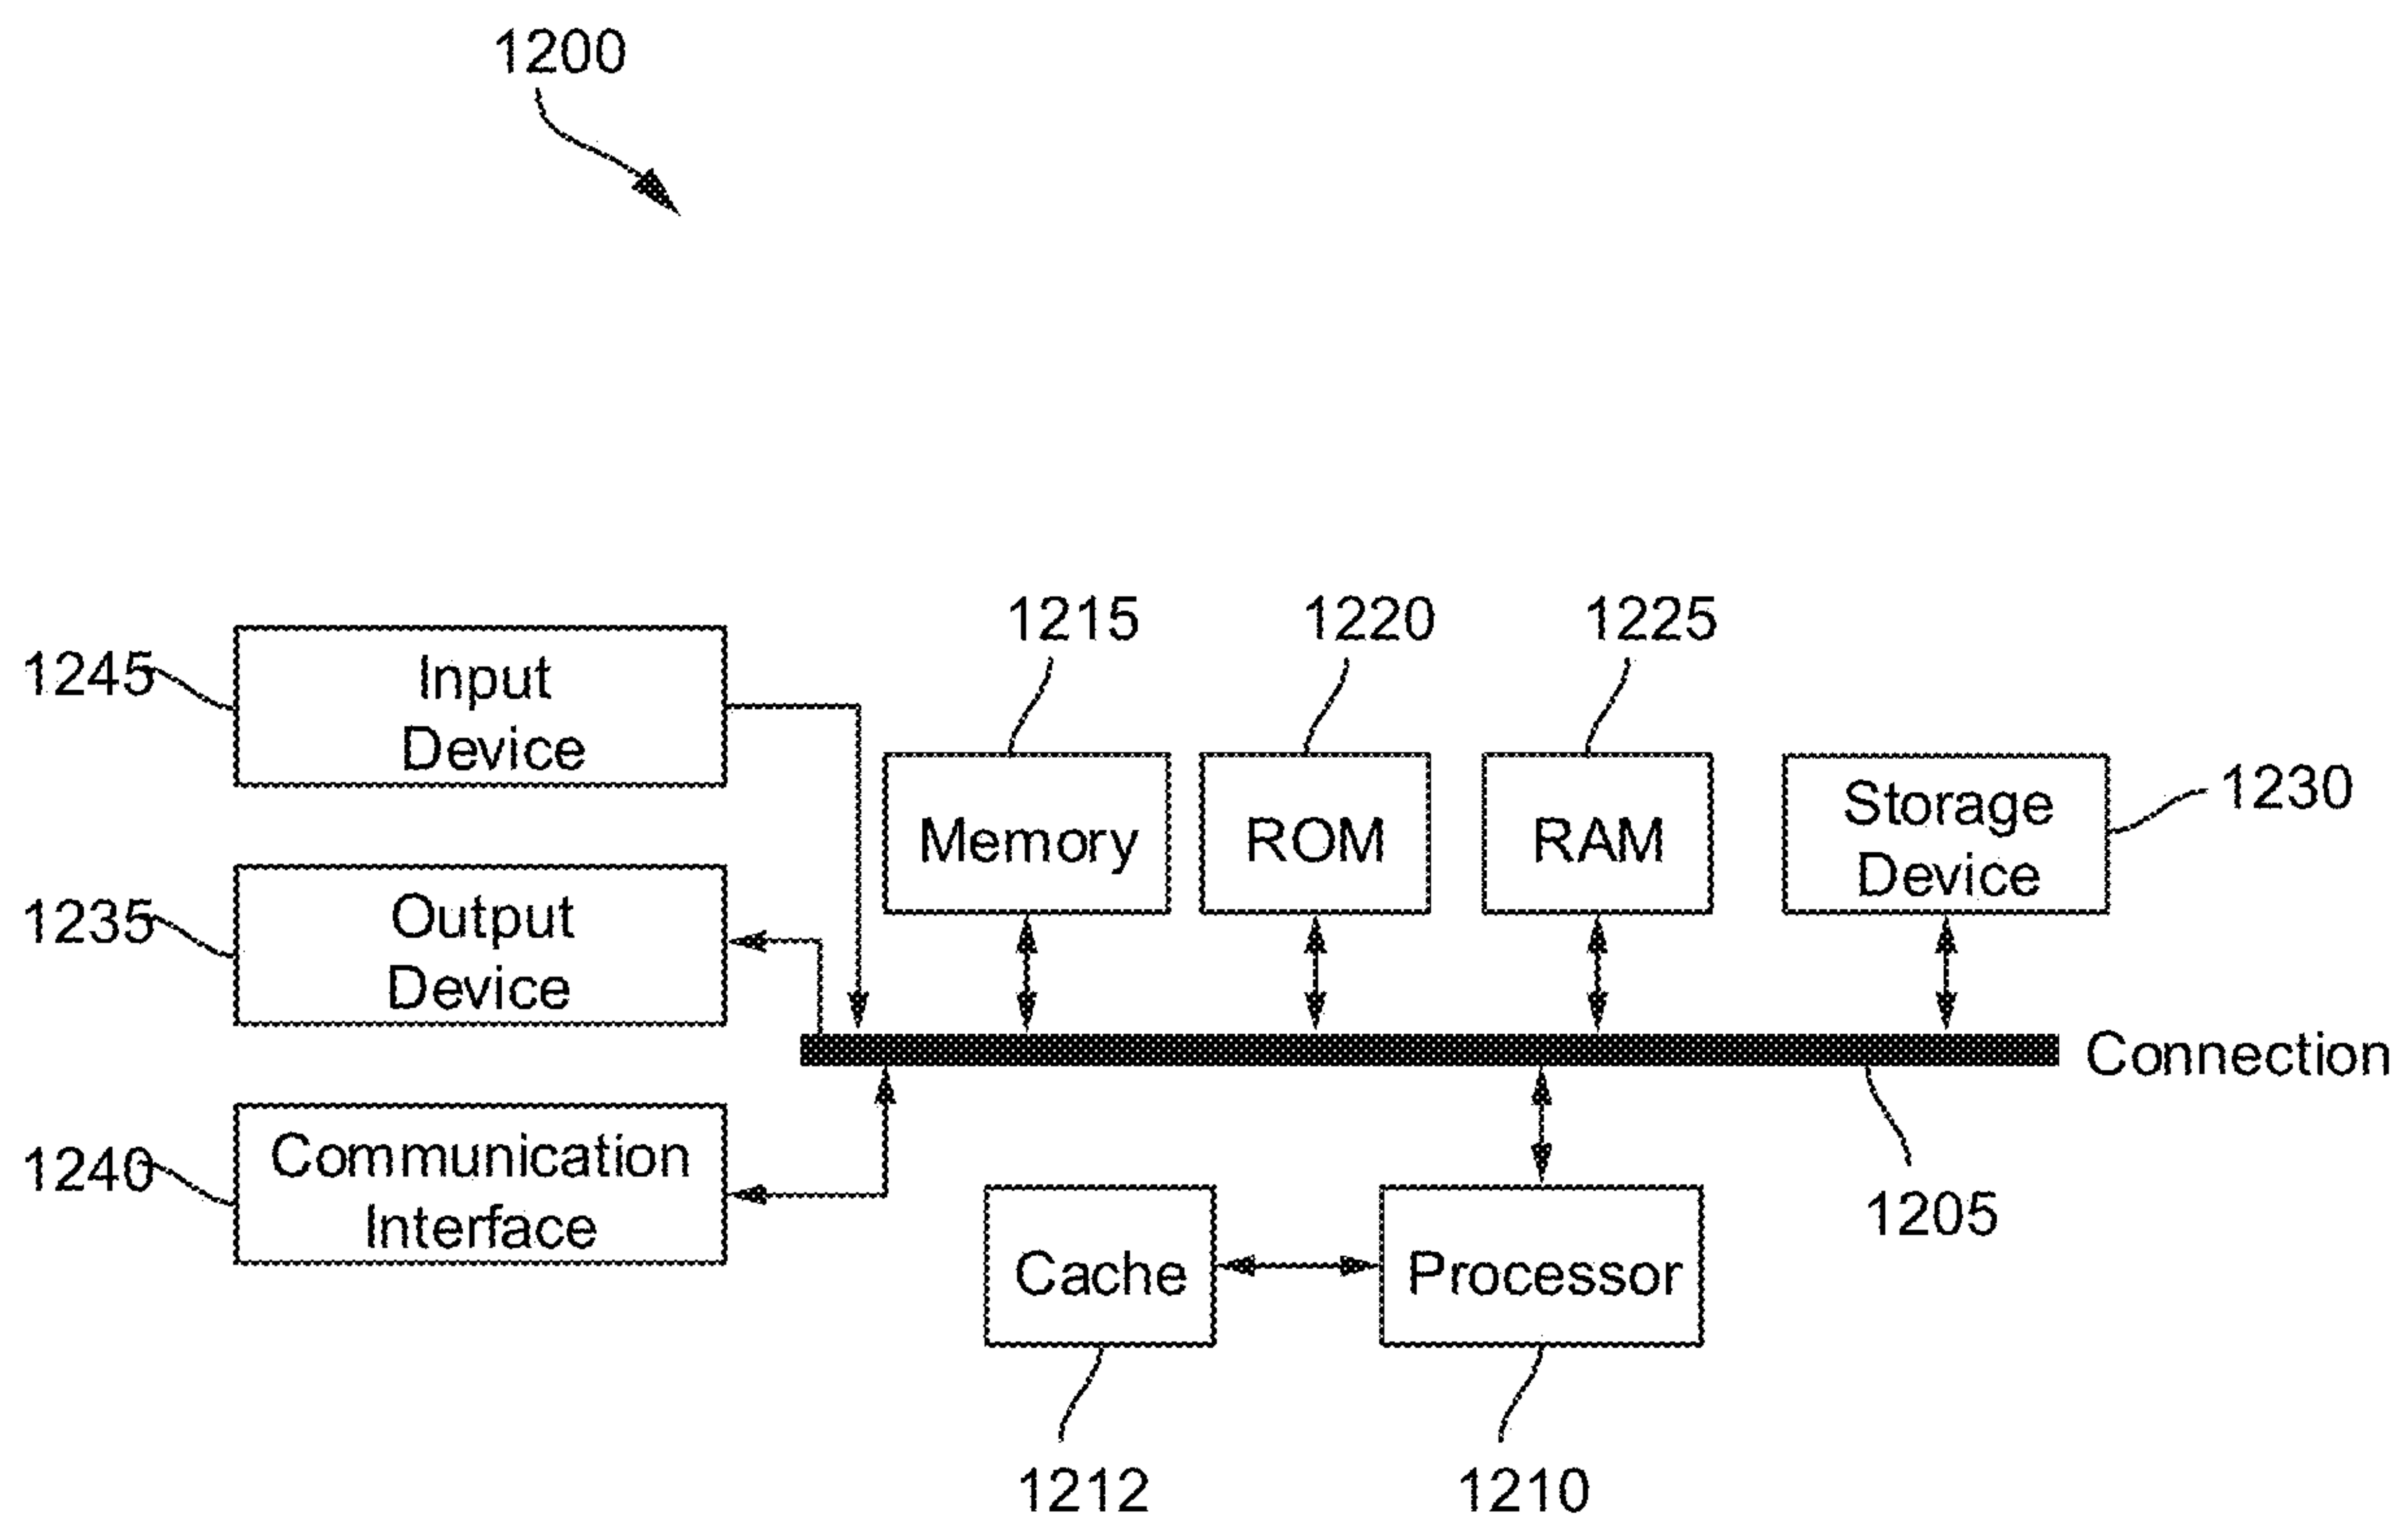 1200
1215
1220
1225
1245
Input
Device
1230
Storage
Device
Memory
ROM
RAM
1235
Output
Device
Connection
1240
Communication
Interface
1205
Cache
Processor
1212
1210